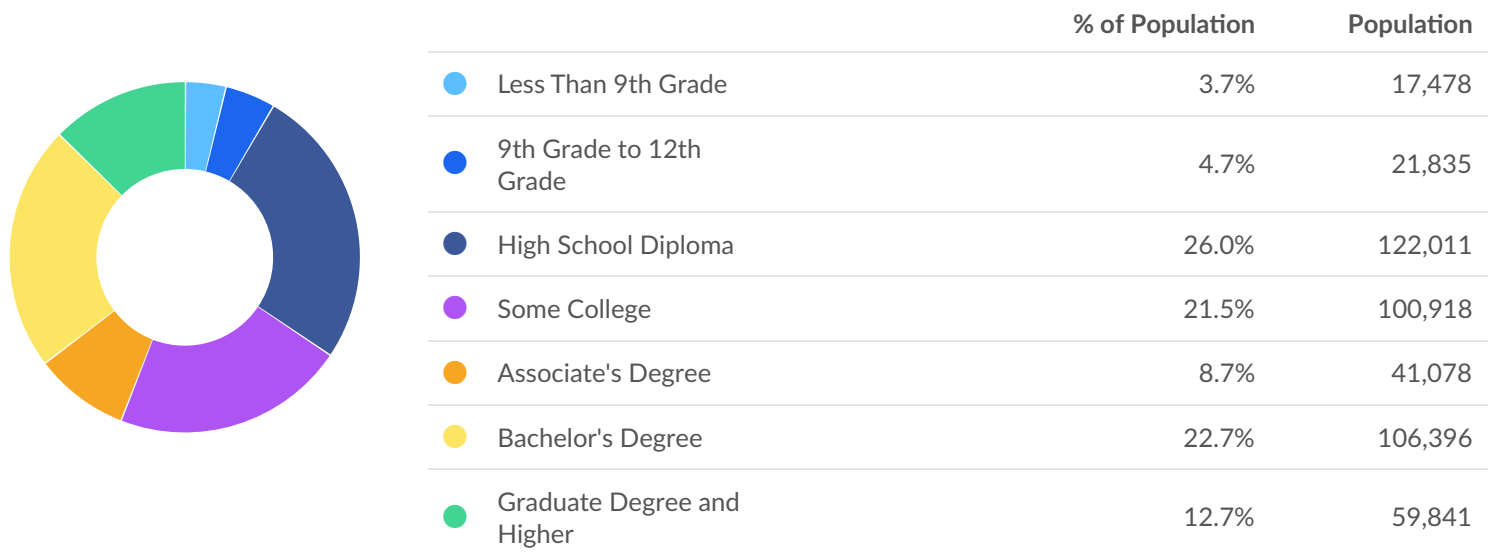 % of Population Population
Less Than 9th Grade 3.7% 17,478
9th Grade to 12th
Grade 4.7% 21,835
High School Diploma 26.0% 122,011
Some College 21.5% 100,918
Associate's Degree 8.7% 41,078
Bachelor's Degree 22.7% 106,396
Graduate Degree and
Higher 12.7% 59,841